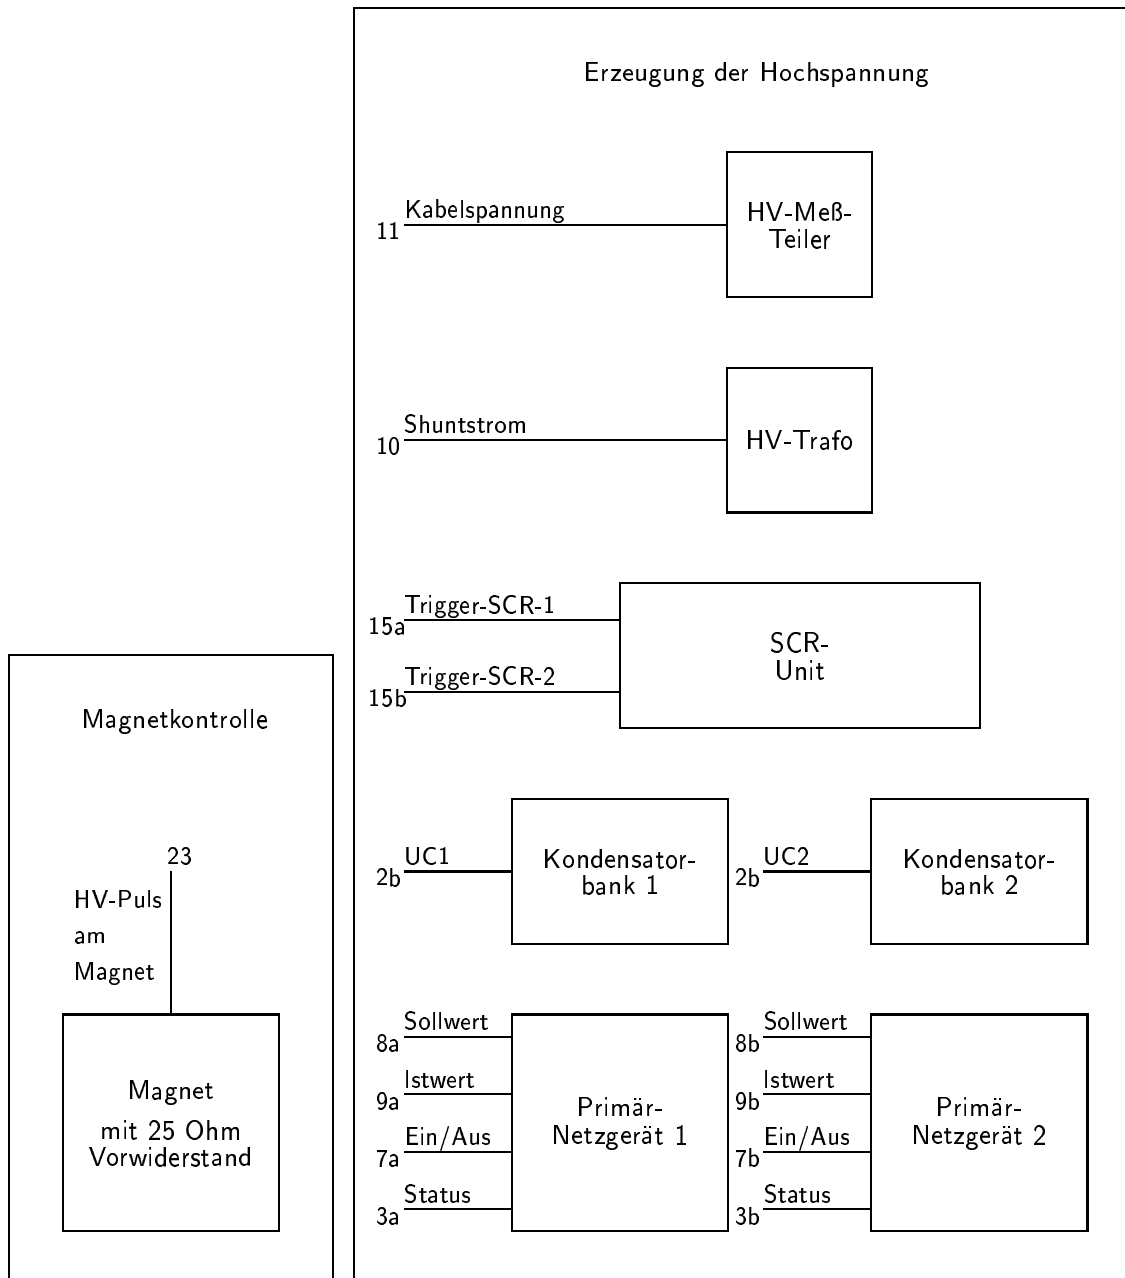 Erzeugung der Hochspannung
Kabelspannung
11
HV-Meß-
Teiler
Shuntstrom
10
HV-Trafo
Trigger-SCR-1
15a
Trigger-SCR-2
15b
SCR-
Unit
Magnetkontrolle
23
HV-Puls
am
Magnet
Magnet
mit 25 Ohm
Vorwiderstand
UC1
2b
Kondensator-
bank 1
UC2
2b
Kondensator-
bank 2
Sollwert
8a
Istwert
9a
Ein/Aus
7a
Status
3a
Primär-
Netzgerät 1
Sollwert
8b
Istwert
9b
Ein/Aus
7b
Status
3b
Primär-
Netzgerät 2